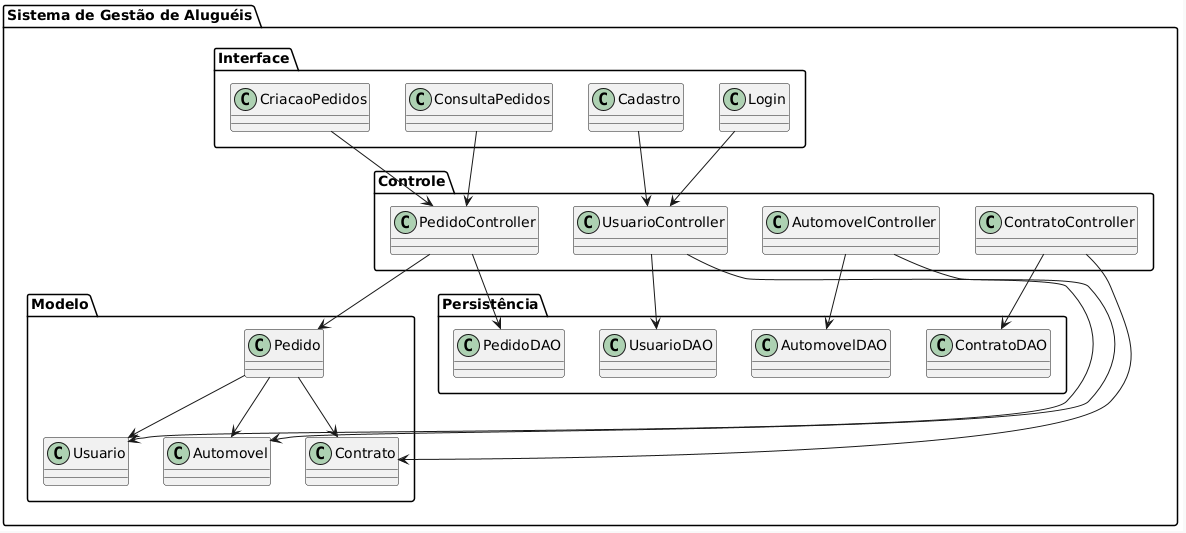 Sistema de Gestão de Aluguéis
Interface
C CriacaoPedidos
C ConsultaPedidos
C Cadastro
C Login
Controle
C PedidoController
C UsuarioController
C AutomovelController
C ContratoController
Modelo
Persistência
C Pedido
C PedidoDAO
C UsuarioDAO
C AutomovelDAO
C ContratoDAO
C Usuario
C Automovel
C Contrato